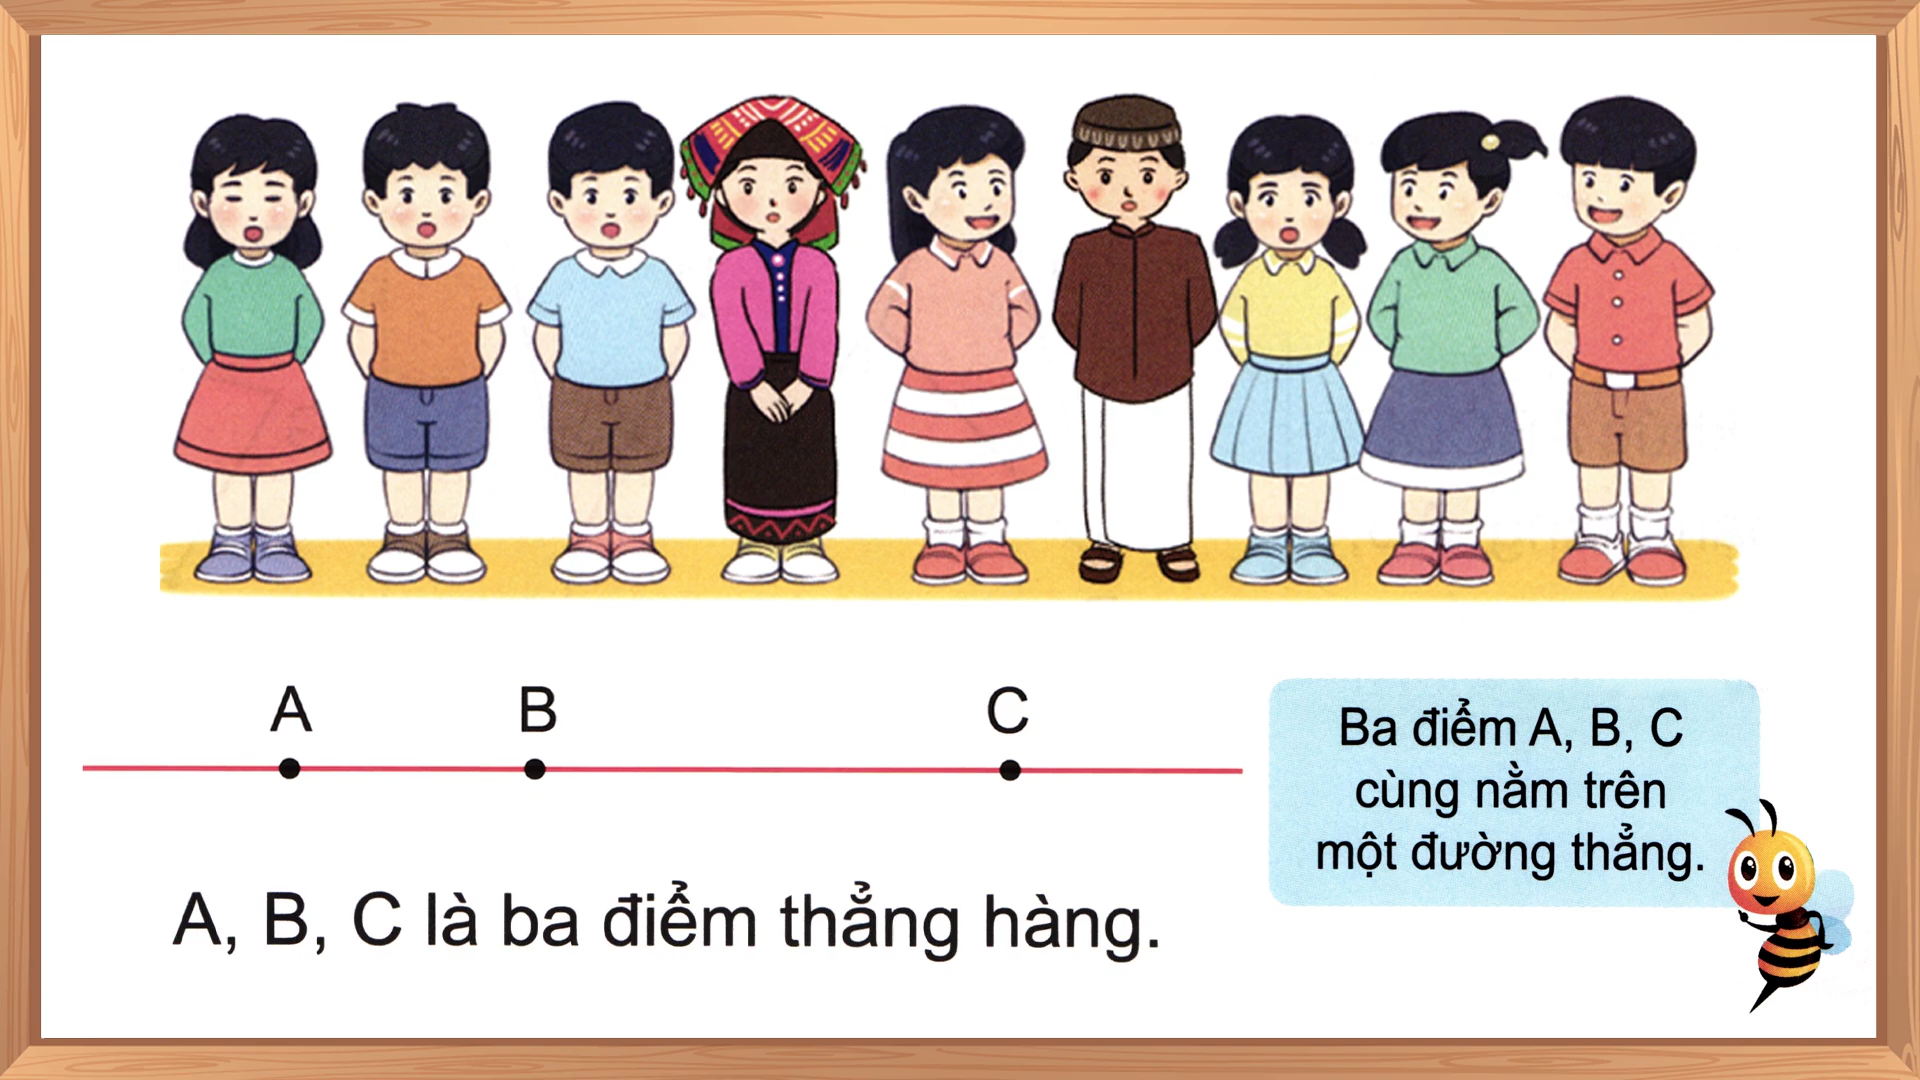 A
B
C
Ba điểm A, B, C
cùng nằm trên
một đường thẳng.
A, B, C là ba điểm thẳng hàng.